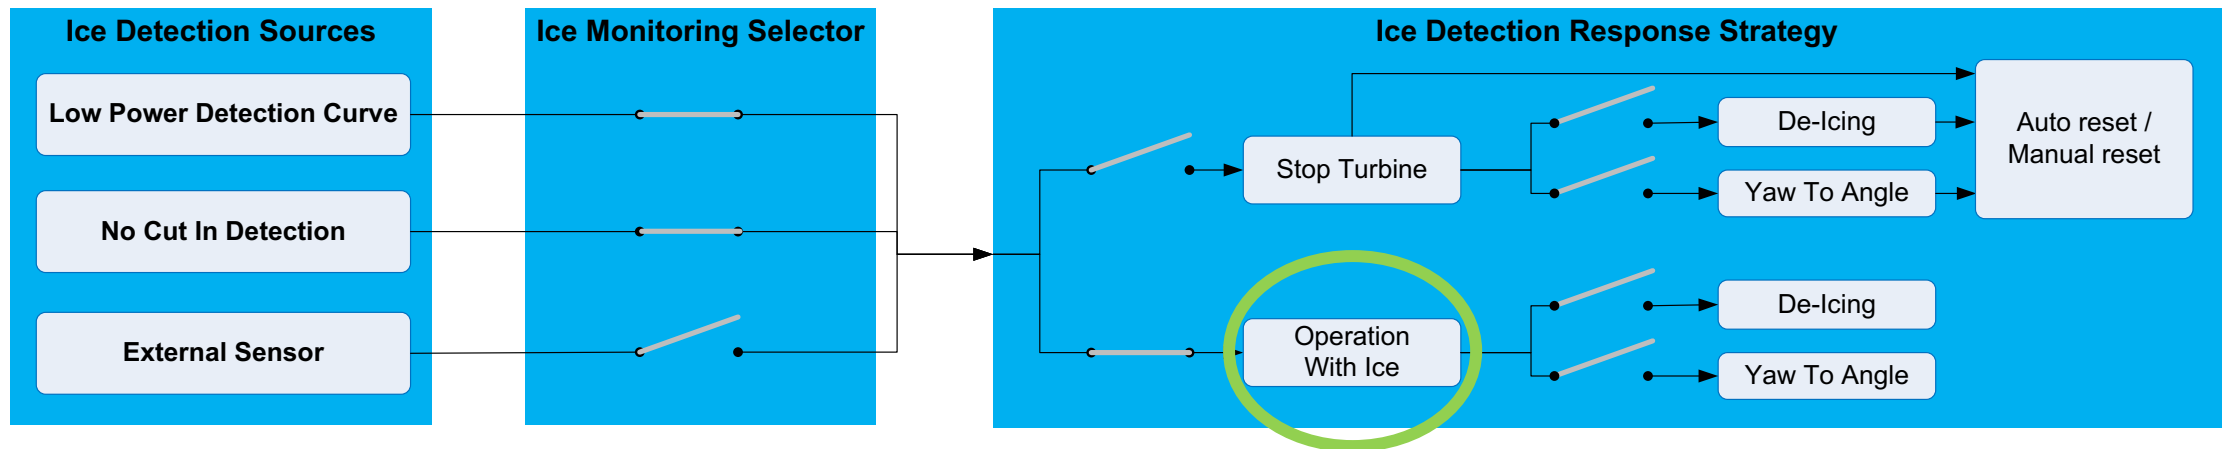 Ice Detection Sources
Low Power Detection Curve
No Cut In Detection
External Sensor
Ice Monitoring Selector
Ice Detection Response Strategy
Stop Turbine
De-Icing
Yaw To Angle
Auto reset /
Manual reset
Operation
With Ice
De-Icing
Yaw To Angle